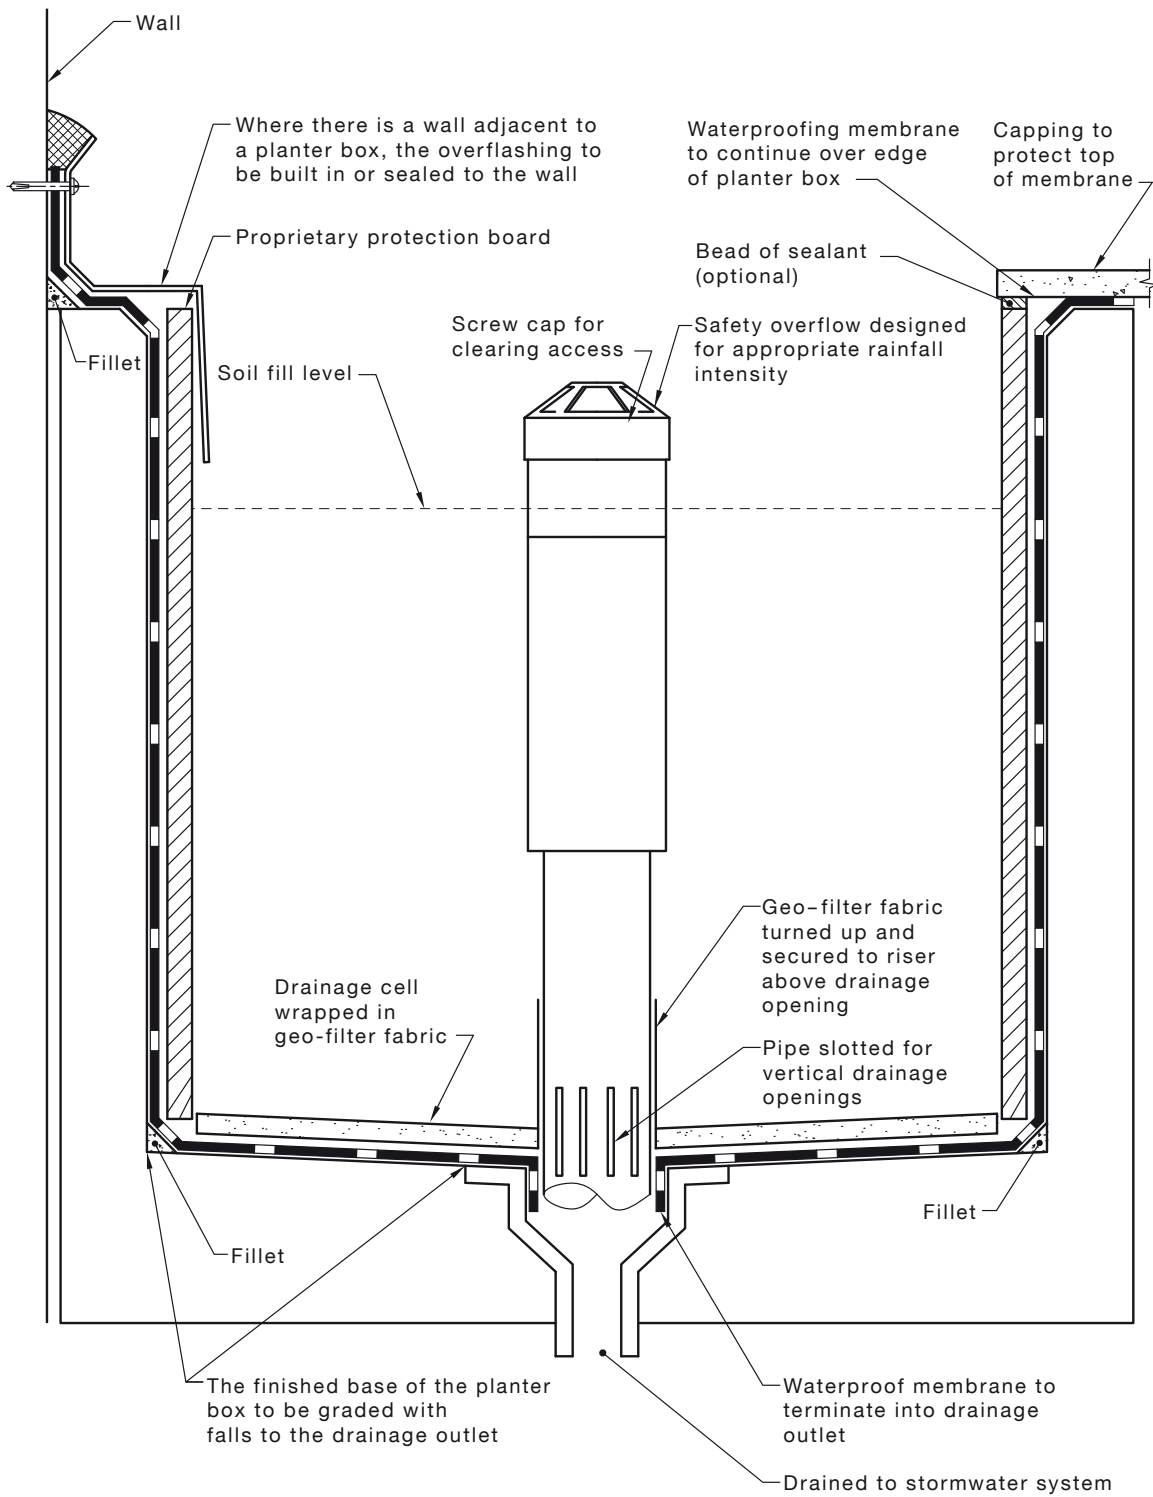 Wall
Where there is a wall adjacent to
a planter box, the overflashing to
be built in or sealed to the wall
Waterproofing membrane
to continue over edge
of planter box
Capping to
protect top
of membrane
Proprietary protection board
Bead of sealant
(optional)
Screw cap for
clearing access
Safety overflow designed
for appropriate rainfall
intensity
Fillet
Soil fill level
Geo-filter fabric
turned up and
secured to riser
above drainage
opening
Drainage cell
wrapped in
geo-filter fabric
Pipe slotted for
vertical drainage
openings
Fillet
Fillet
The finished base of the planter
box to be graded with
falls to the drainage outlet
Waterproof membrane to
terminate into drainage
outlet
Drained to stormwater system